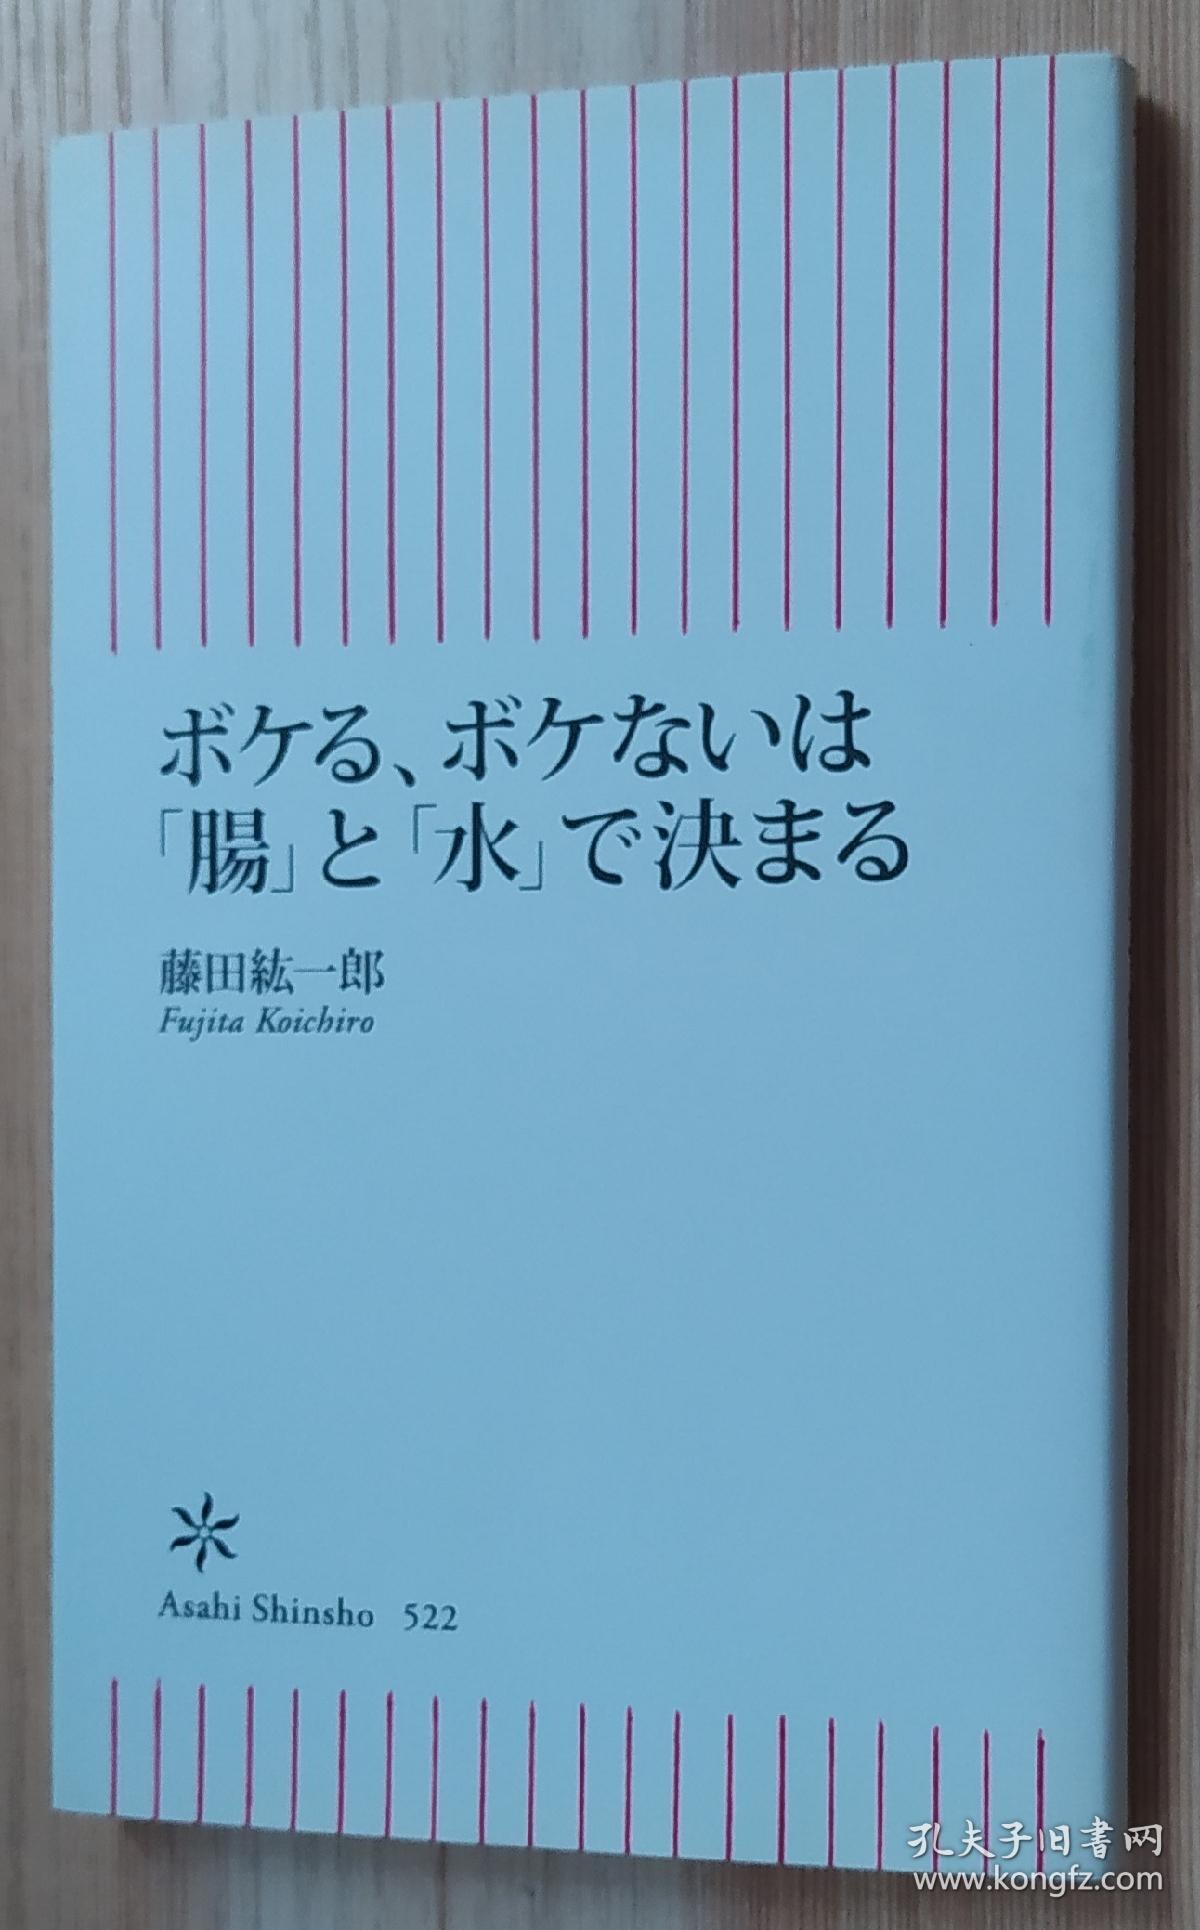 ボケる、ボケないは
「腸」と「水」で決まる
藤田紘一郎
Fujita Koichiro
Asahi Shinsho 522
孔夫子旧書网
www.kongfz.com